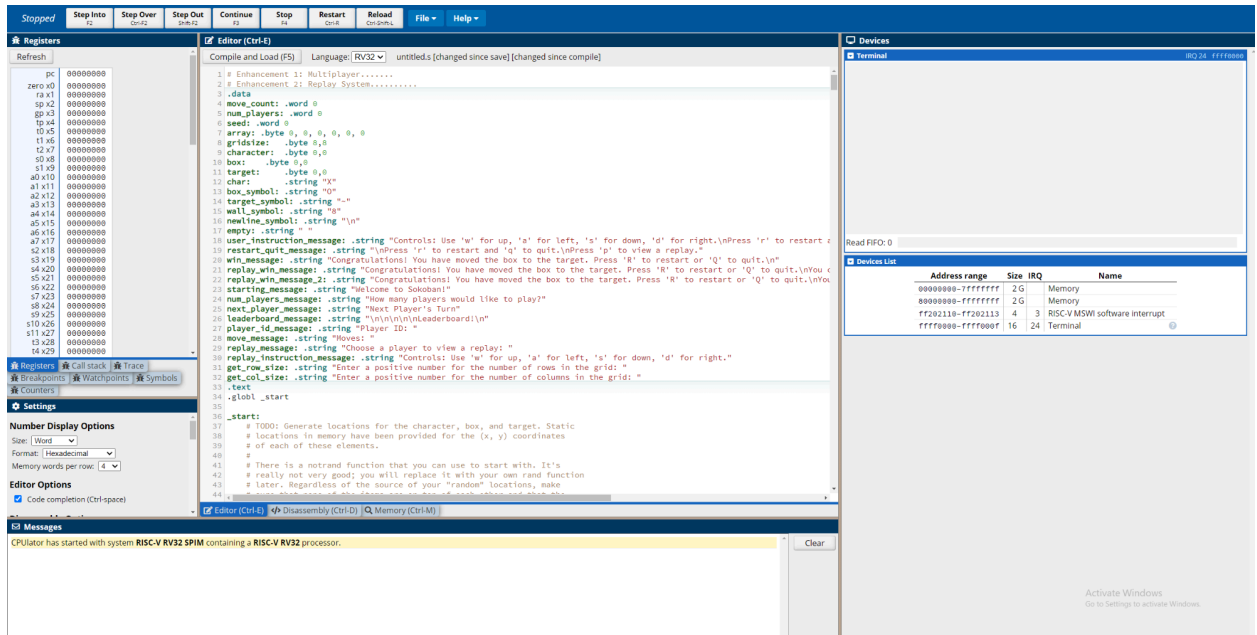 Stopped
Step Into
F2
Step Over
Ctrl-F2
Step Out
Shift-F2
Continue
F3
Stop
F4
Restart
Ctrl-R
Reload
Ctrl-Shift-L
File
Help
Registers
Refresh
pc 00000000
zero x0 00000000
ra x1 00000000
sp x2 00000000
gp x3 00000000
tp x4 00000000
t0 x5 00000000
t1 x6 00000000
t2 x7 00000000
s0 x8 00000000
s1 x9 00000000
a0 x10 00000000
a1 x11 00000000
a2 x12 00000000
a3 x13 00000000
a4 x14 00000000
a5 x15 00000000
a6 x16 00000000
a7 x17 00000000
s2 x18 00000000
s3 x19 00000000
s4 x20 00000000
s5 x21 00000000
s6 x22 00000000
s7 x23 00000000
s8 x24 00000000
s9 x25 00000000
s10 x26 00000000
s11 x27 00000000
t3 x28 00000000
t4 x29 00000000
Registers Call stack Trace
Breakpoints Watchpoints Symbols
Counters
Settings
Number Display Options
Size: Word
Format: Hexadecimal
Memory words per row: 4
Editor Options
Code completion (Ctrl-space)
Editor (Ctrl-E)
Compile and Load (F5) Language: RV32 untitled.s [changed since save] [changed since compile]
1 # Enhancement 1: Multiplayer.......
2 # Enhancement 2: Replay System..........
3 .data
4 move_count: .word 0
5 num_players: .word 0
6 seed: .word 0
7 array: .byte 0, 0, 0, 0, 0, 0
8 gridsize: .byte 8,8
9 character: .byte 0,0
10 box: .byte 0,0
11 target: .byte 0,0
12 char: .string "X"
13 box_symbol: .string "O"
14 target_symbol: .string "~"
15 wall_symbol: .string "8"
16 newline_symbol: .string "\n"
17 empty: .string " "
18 user_instruction_message: .string "Controls: Use 'w' for up, 'a' for left, 's' for down, 'd' for right.\nPress 'r' to restart a
19 restart_quit_message: .string "\nPress 'r' to restart and 'q' to quit.\nPress 'p' to view a replay."
20 win_message: .string "Congratulations! You have moved the box to the target. Press 'R' to restart or 'Q' to quit.\n"
21 replay_win_message: .string "Congratulations! You have moved the box to the target. Press 'R' to restart or 'Q' to quit.\nYou c
22 replay_win_message_2: .string "Congratulations! You have moved the box to the target. Press 'R' to restart or 'Q' to quit.\nYou
23 starting_message: .string "Welcome to Sokoban!"
24 num_players_message: .string "How many players would like to play?"
25 next_player_message: .string "Next Player's Turn"
26 leaderboard_message: .string "\n\n\n\n\nLeaderboard!\n"
27 player_id_message: .string "Player ID: "
28 move_message: .string "Moves: "
29 replay_message: .string "Choose a player to view a replay: "
30 replay_instruction_message: .string "Controls: Use 'w' for up, 'a' for left, 's' for down, 'd' for right."
31 get_row_size: .string "Enter a positive number for the number of rows in the grid: "
32 get_col_size: .string "Enter a positive number for the number of columns in the grid: "
33 .text
34 .globl _start
35
36 _start:
37 # TODO: Generate locations for the character, box, and target. Static
38 # locations in memory have been provided for the (x, y) coordinates
39 # of each of these elements.
40 #
41 # There is a notrand function that you can use to start with. It's
42 # really not very good; you will replace it with your own rand function
43 # later. Regardless of the source of your "random" locations, make
44
Editor (Ctrl-E) Disassembly (Ctrl-D) Memory (Ctrl-M)
Messages
CPUlator has started with system RISC-V RV32 SPIM containing a RISC-V RV32 processor.
Clear
Devices
Terminal IRQ 24 ffff0000
Read FIFO: 0
Devices List
Address range Size IRQ Name
00000000-7fffffff 2 G Memory
80000000-ffffffff 2 G Memory
ff202110-ff202113 4 3 RISC-V MSWI software interrupt
ffff0000-ffff000f 16 24 Terminal
Activate Windows
Go to Settings to activate Windows.